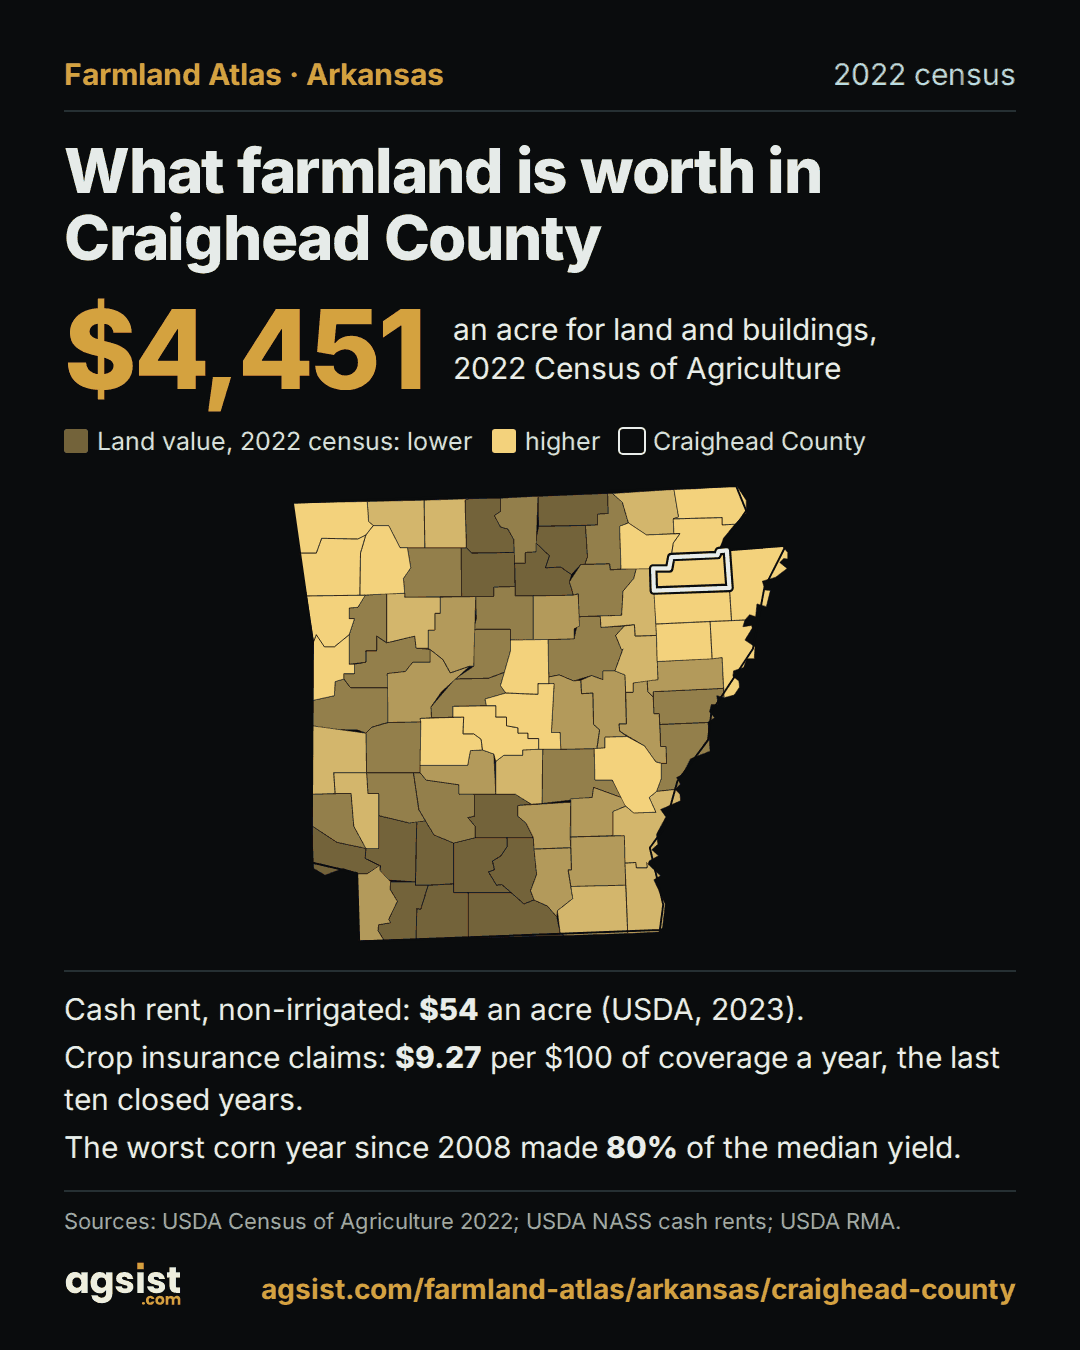 Farmland Atlas · Arkansas
2022 census
What farmland is worth in
Craighead County
$4,451
an acre for land and buildings,
2022 Census of Agriculture
Land value, 2022 census: lower
higher
Craighead County
Cash rent, non-irrigated: $54 an acre (USDA, 2023).
Crop insurance claims: $9.27 per $100 of coverage a year, the last
ten closed years.
The worst corn year since 2008 made 80% of the median yield.
Sources: USDA Census of Agriculture 2022; USDA NASS cash rents; USDA RMA.
agsist
.com
agsist.com/farmland-atlas/arkansas/craighead-county